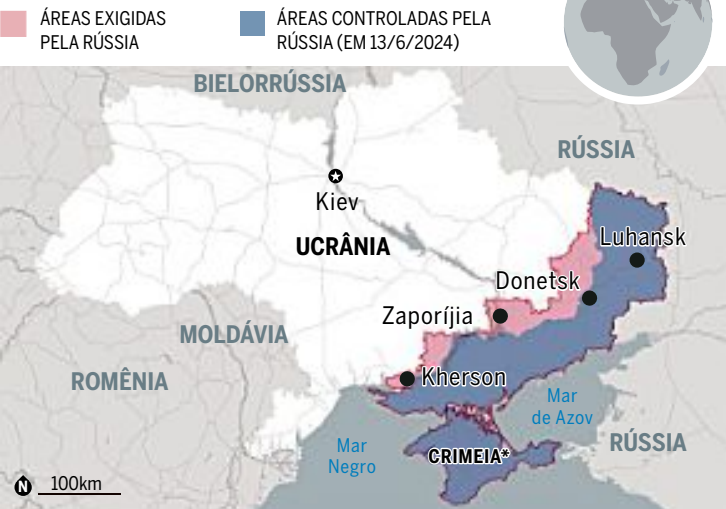 ÁREAS EXIGIDAS
PELA RÚSSIA
ÁREAS CONTROLADAS PELA
RÚSSIA (EM 13/6/2024)
BIELORRÚSSIA
RÚSSIA
Kiev
UCRÂNIA
Luhansk
Donetsk
Zaporíjia
MOLDÁVIA
ROMÊNIA
Kherson
Mar
de Azov
RÚSSIA
Mar
Negro
CRIMEIA*
N
100km